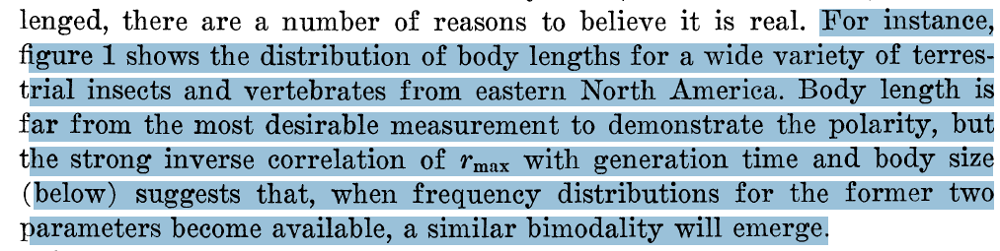 lenged, there are a number of reasons to believe it is real. For instance,
figure 1 shows the distribution of body lengths for a wide variety of terres-
trial insects and vertebrates from eastern North America. Body length is
far from the most desirable measurement to demonstrate the polarity, but
the strong inverse correlation of rmax with generation time and body size
(below) suggests that, when frequency distributions for the former two
parameters become available, a similar bimodality will emerge.